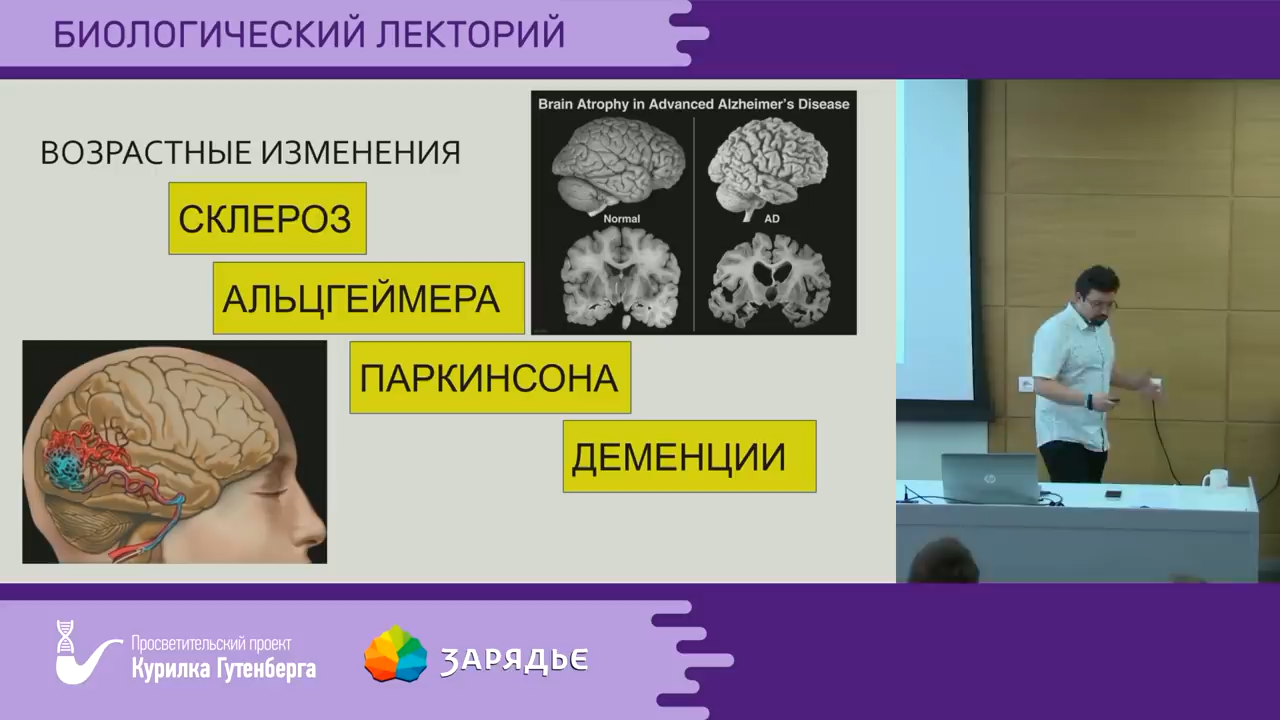 БИОЛОГИЧЕСКИЙ ЛЕКТОРИЙ
ВОЗРАСТНЫЕ ИЗМЕНЕНИЯ
СКЛЕРОЗ
АЛЬЦГЕЙМЕРА
ПАРКИНСОНА
ДЕМЕНЦИИ
Brain Atrophy in Advanced Alzheimer's Disease
Normal
AD
Просветительский проект
Курилка Гутенберга
ЗАРЯДЬЕ
hp